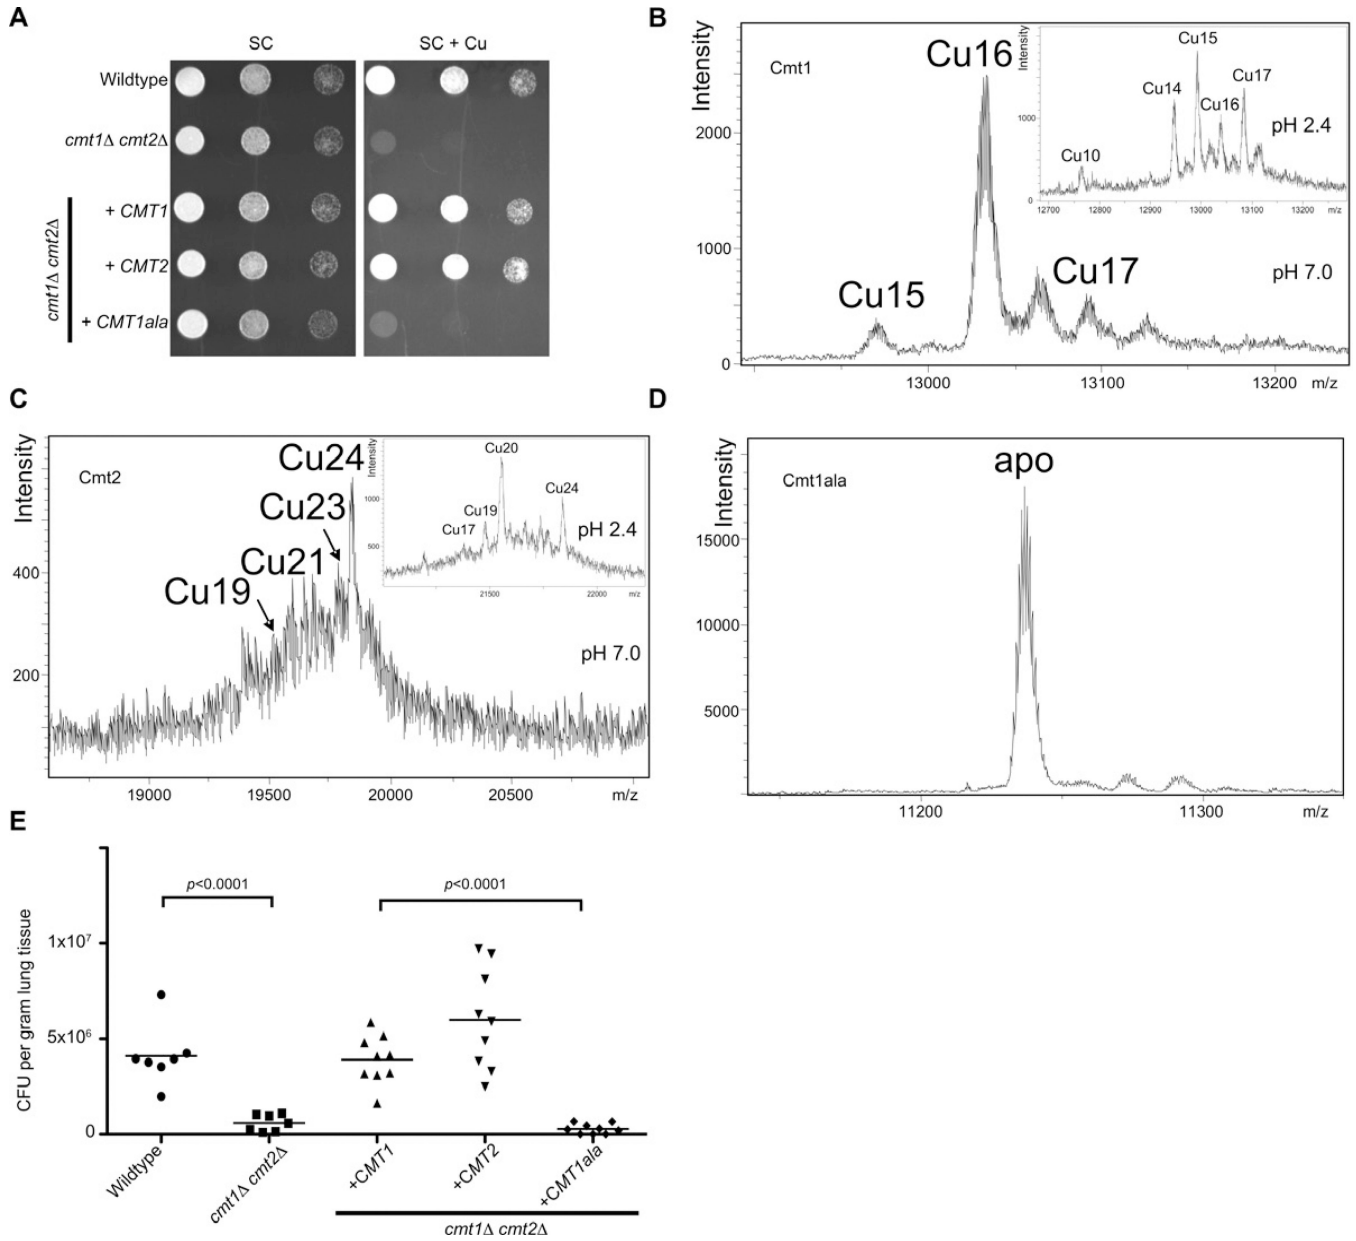 A
SC
SC + Cu
Wildtype
cmt1Δ cmt2Δ
+ CMT1
+ CMT2
+ CMT1ala
cmt1Δ cmt2Δ
B
Intensity
Cmt1
Cu16
Cu15
Cu17
pH 7.0
2000
1000
0
13000
13100
13200
m/z
Intensity
Cu15
Cu14
Cu17
Cu16
Cu10
pH 2.4
1000
0
12700
12800
12900
13000
13100
13200
m/z
C
Intensity
Cmt2
Cu24
Cu23
Cu21
Cu19
pH 7.0
400
200
19000
19500
20000
20500
m/z
Intensity
Cu20
Cu19
Cu17
Cu24
pH 2.4
1000
500
21500
22000
m/z
D
Intensity
Cmt1ala
apo
15000
10000
5000
11200
11300
m/z
E
CFU per gram lung tissue
p<0.0001
p<0.0001
1x10⁷
5x10⁶
0
Wildtype
cmt1Δ cmt2Δ
+CMT1
+CMT2
+CMT1ala
cmt1Δ cmt2Δ